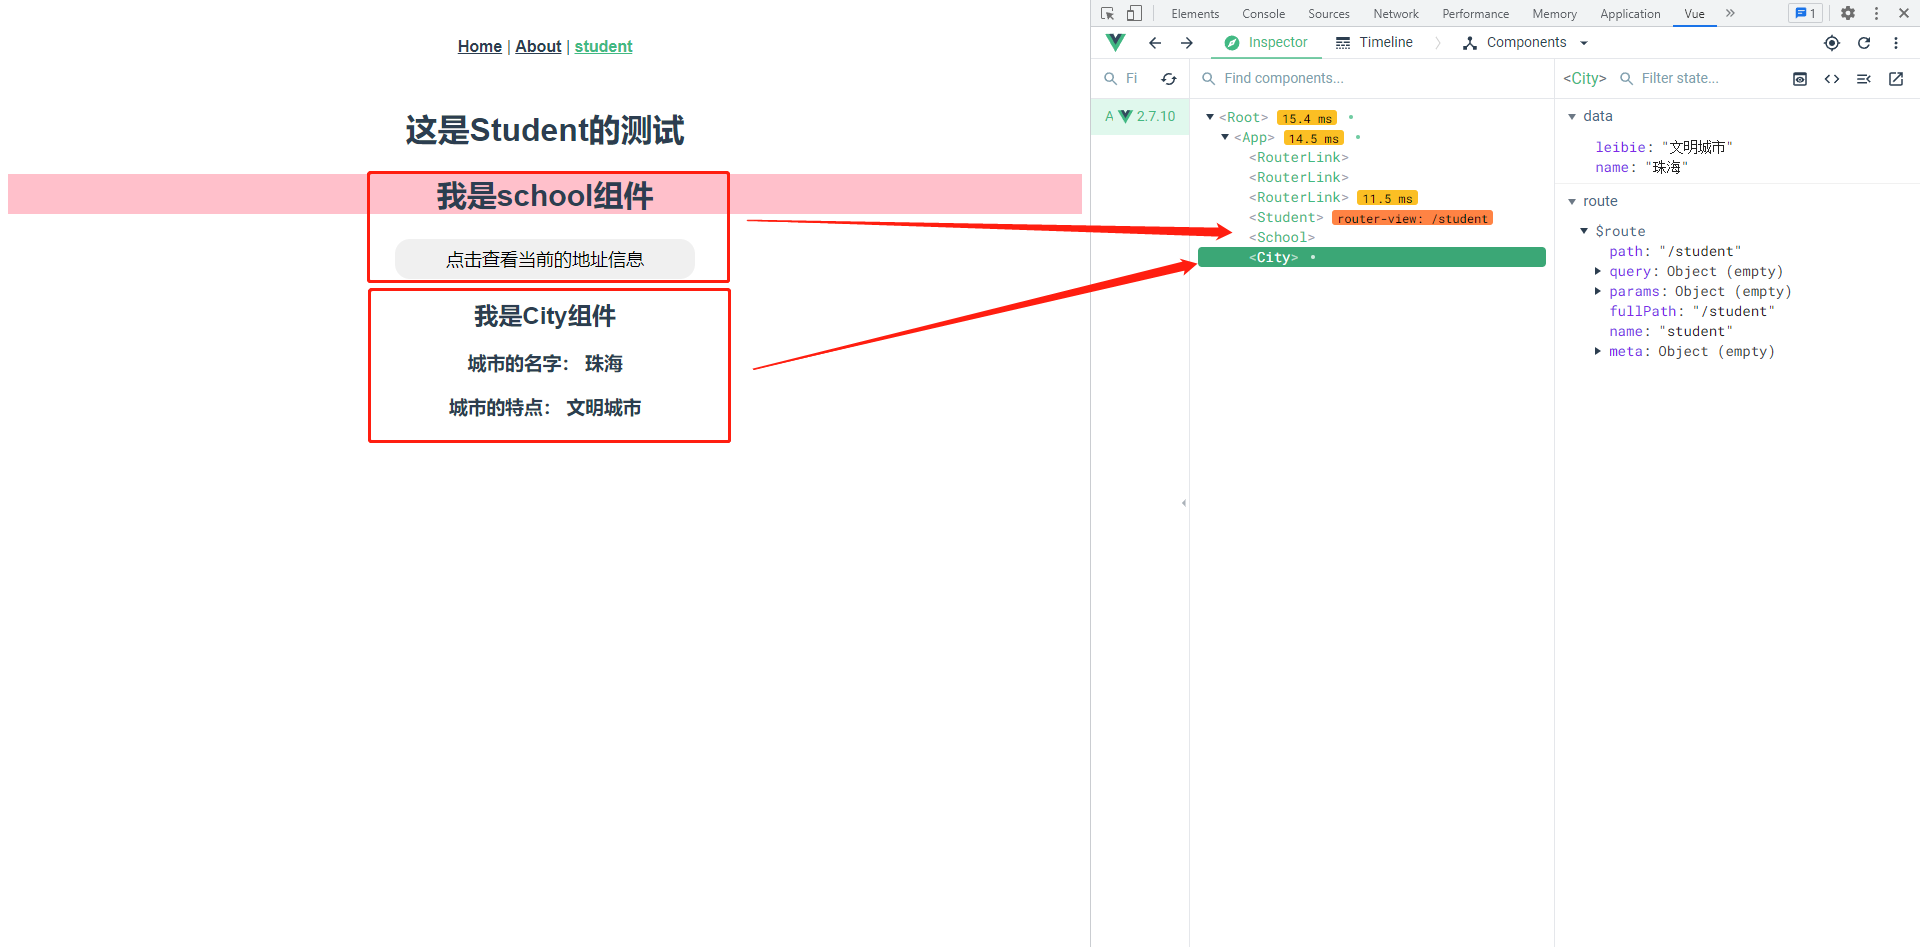 Home | About | student
这是Student的测试
我是school组件
点击查看当前的地址信息
我是City组件
城市的名字： 珠海
城市的特点： 文明城市
Elements Console Sources Network Performance Memory Application Vue » 1
Inspector Timeline Components
Fi
Find components...
<City> Filter state...
A 2.7.10
<Root> 15.4 ms
<App> 14.5 ms
<RouterLink>
<RouterLink>
<RouterLink> 11.5 ms
<Student> router-view: /student
<School>
<City>
data
leibie: "文明城市"
name: "珠海"
route
$route
path: "/student"
query: Object (empty)
params: Object (empty)
fullPath: "/student"
name: "student"
meta: Object (empty)